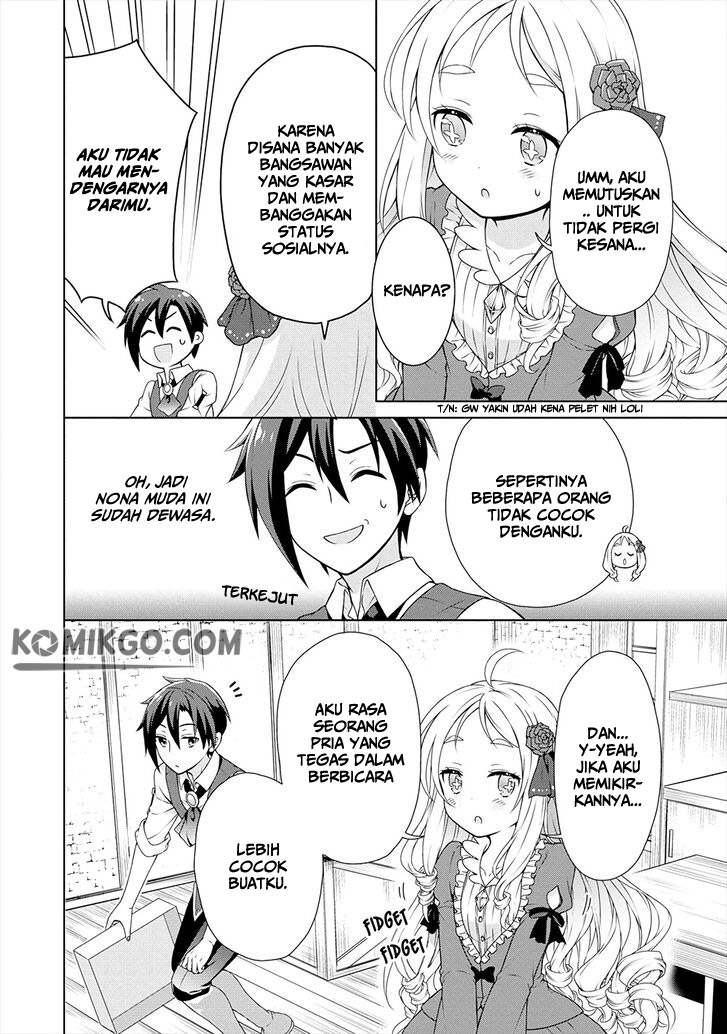 UMM, AKU
MEMUTUSKAN
.. UNTUK
TIDAK PERGI
KESANA...
KENAPA?
KARENA
DISANA BANYAK
BANGSAWAN
YANG KASAR
DAN MEM-
BANGGAKAN
STATUS
SOSIALNYA.
AKU TIDAK
MAU MEN-
DENGARNYA
DARIMU.
T/N: GW YAKIN UDAH KENA PELET NIH LOLI
SEPERTINYA
BEBERAPA ORANG
TIDAK COCOK
DENGANKU.
OH, JADI
NONA MUDA INI
SUDAH DEWASA.
TERKEJUT
KOMIKGO.COM
DAN...
Y-YEAH,
JIKA AKU
MEMIKIR-
KANNYA...
AKU RASA
SEORANG
PRIA YANG
TEGAS DALAM
BERBICARA
LEBIH
COCOK
BUATKU.
FIDGET
FIDGET